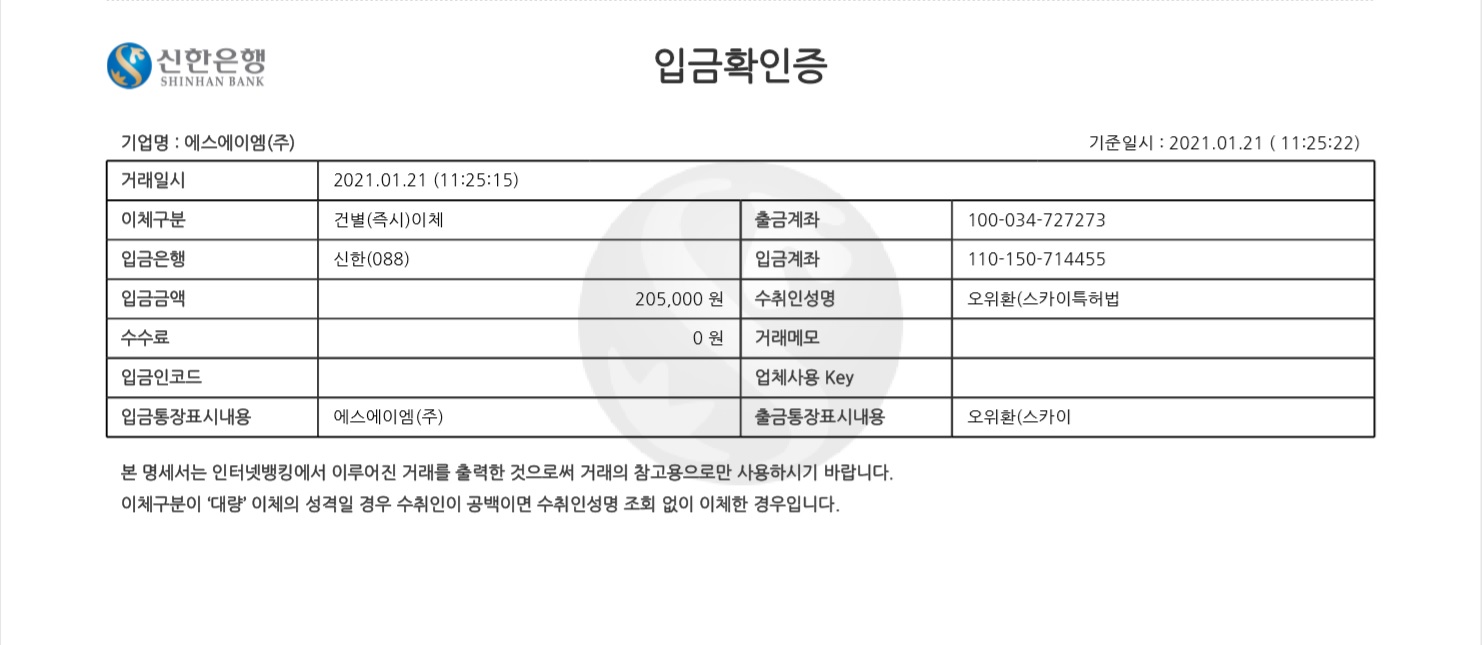 신한은행
SHINHAN BANK
입금확인증
기업명 : 에스에이엠(주) 기준일시 : 2021.01.21 ( 11:25:22)
거래일시 2021.01.21 (11:25:15)
이체구분 건별(즉시)이체 출금계좌 100-034-727273
입금은행 신한(088) 입금계좌 110-150-714455
입금금액 205,000 원 수취인성명 오위환(스카이특허법
수수료 0 원 거래메모
입금인코드 업체사용 Key
입금통장표시내용 에스에이엠(주) 출금통장표시내용 오위환(스카이
본 명세서는 인터넷뱅킹에서 이루어진 거래를 출력한 것으로써 거래의 참고용으로만 사용하시기 바랍니다.
이체구분이 ‘대량’ 이체의 성격일 경우 수취인이 공백이면 수취인성명 조회 없이 이체한 경우입니다.